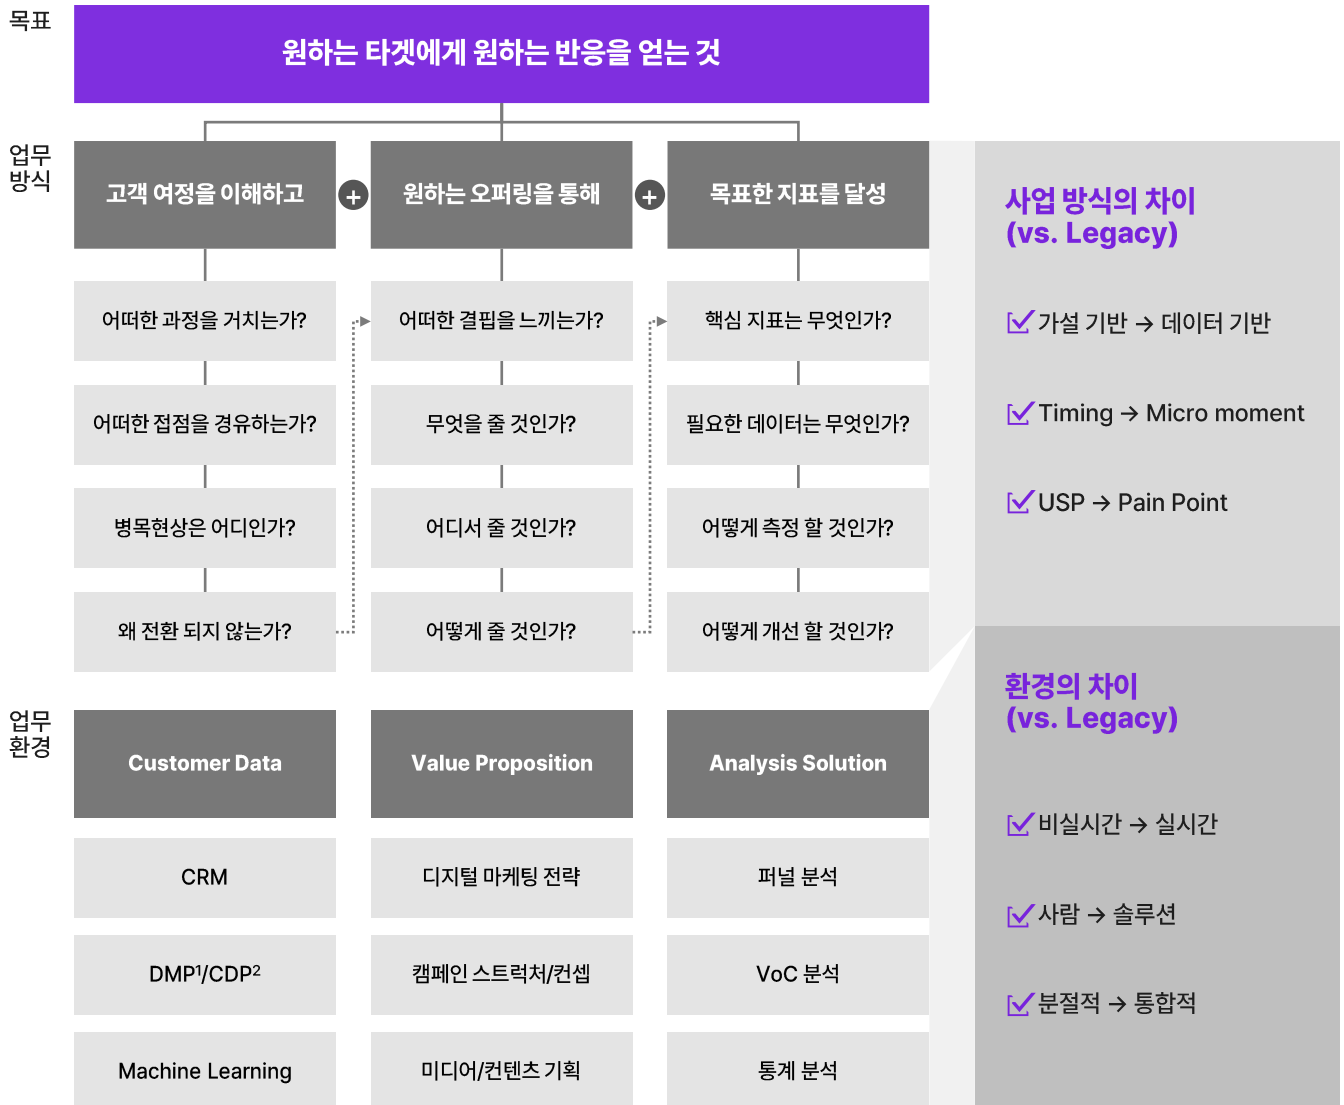 목표
원하는 타겟에게 원하는 반응을 얻는 것
업무
방식
고객 여정을 이해하고
+
원하는 오퍼링을 통해
+
목표한 지표를 달성
어떠한 과정을 거치는가?
어떠한 결핍을 느끼는가?
핵심 지표는 무엇인가?
어떠한 접점을 경유하는가?
무엇을 줄 것인가?
필요한 데이터는 무엇인가?
병목현상은 어디인가?
어디서 줄 것인가?
어떻게 측정 할 것인가?
왜 전환 되지 않는가?
어떻게 줄 것인가?
어떻게 개선 할 것인가?
사업 방식의 차이
(vs. Legacy)
가설 기반 → 데이터 기반
Timing → Micro moment
USP → Pain Point
업무
환경
Customer Data
Value Proposition
Analysis Solution
CRM
디지털 마케팅 전략
퍼널 분석
DMP¹/CDP²
캠페인 스트럭처/컨셉
VoC 분석
Machine Learning
미디어/컨텐츠 기획
통계 분석
환경의 차이
(vs. Legacy)
비실시간 → 실시간
사람 → 솔루션
분절적 → 통합적